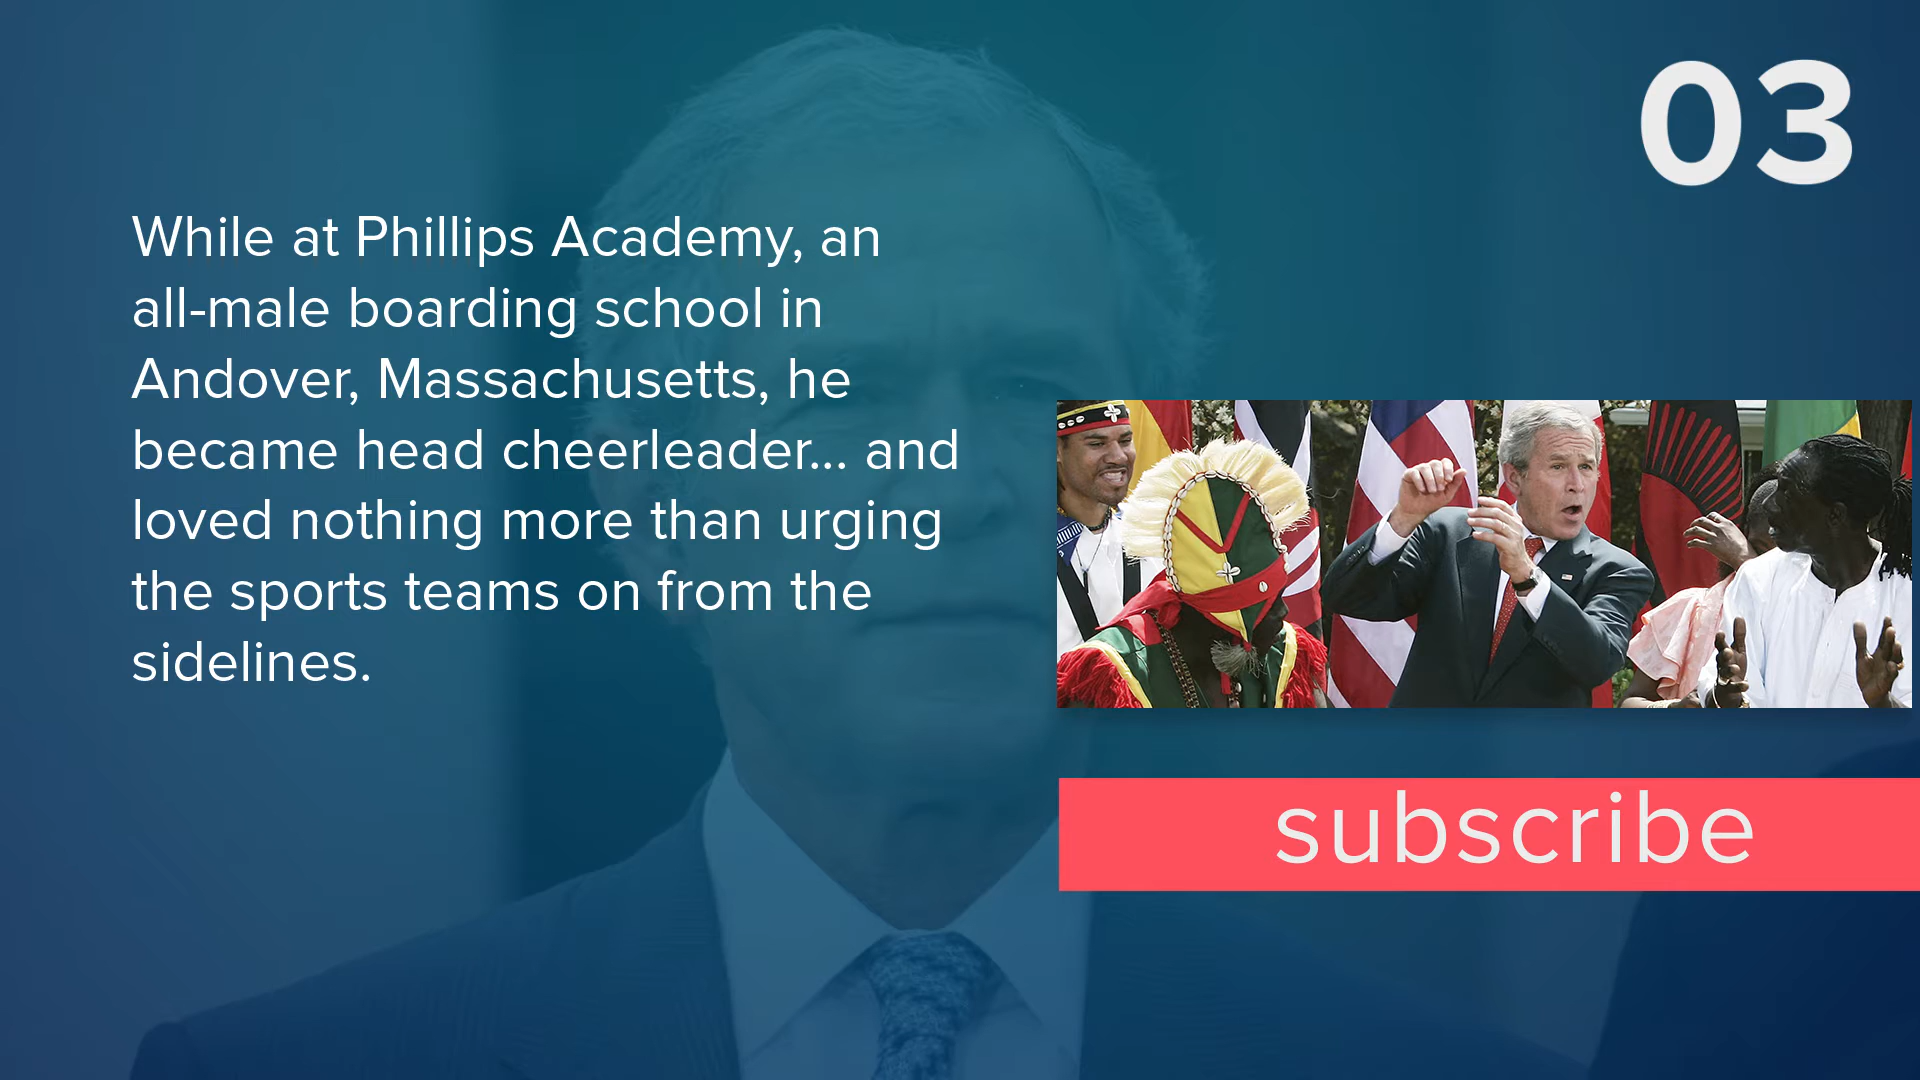 03
While at Phillips Academy, an
all-male boarding school in
Andover, Massachusetts, he
became head cheerleader... and
loved nothing more than urging
the sports teams on from the
sidelines.
subscribe